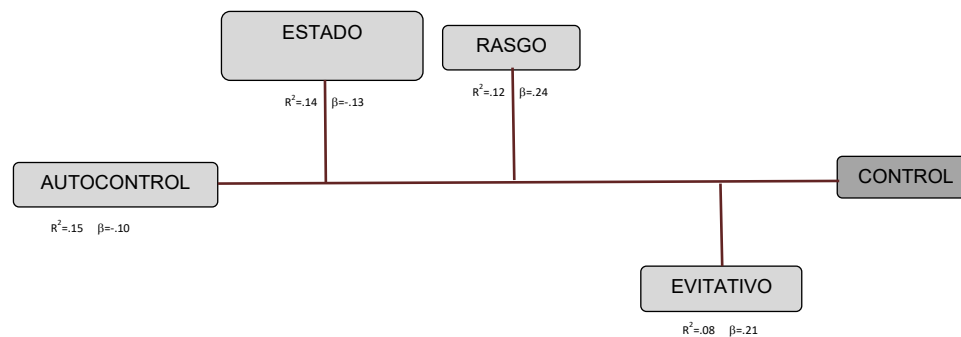 ESTADO
RASGO
R²=.14 β=-.13
R²=.12 β=.24
AUTOCONTROL
CONTROL
R²=.15 β=-.10
EVITATIVO
R²=.08 β=.21